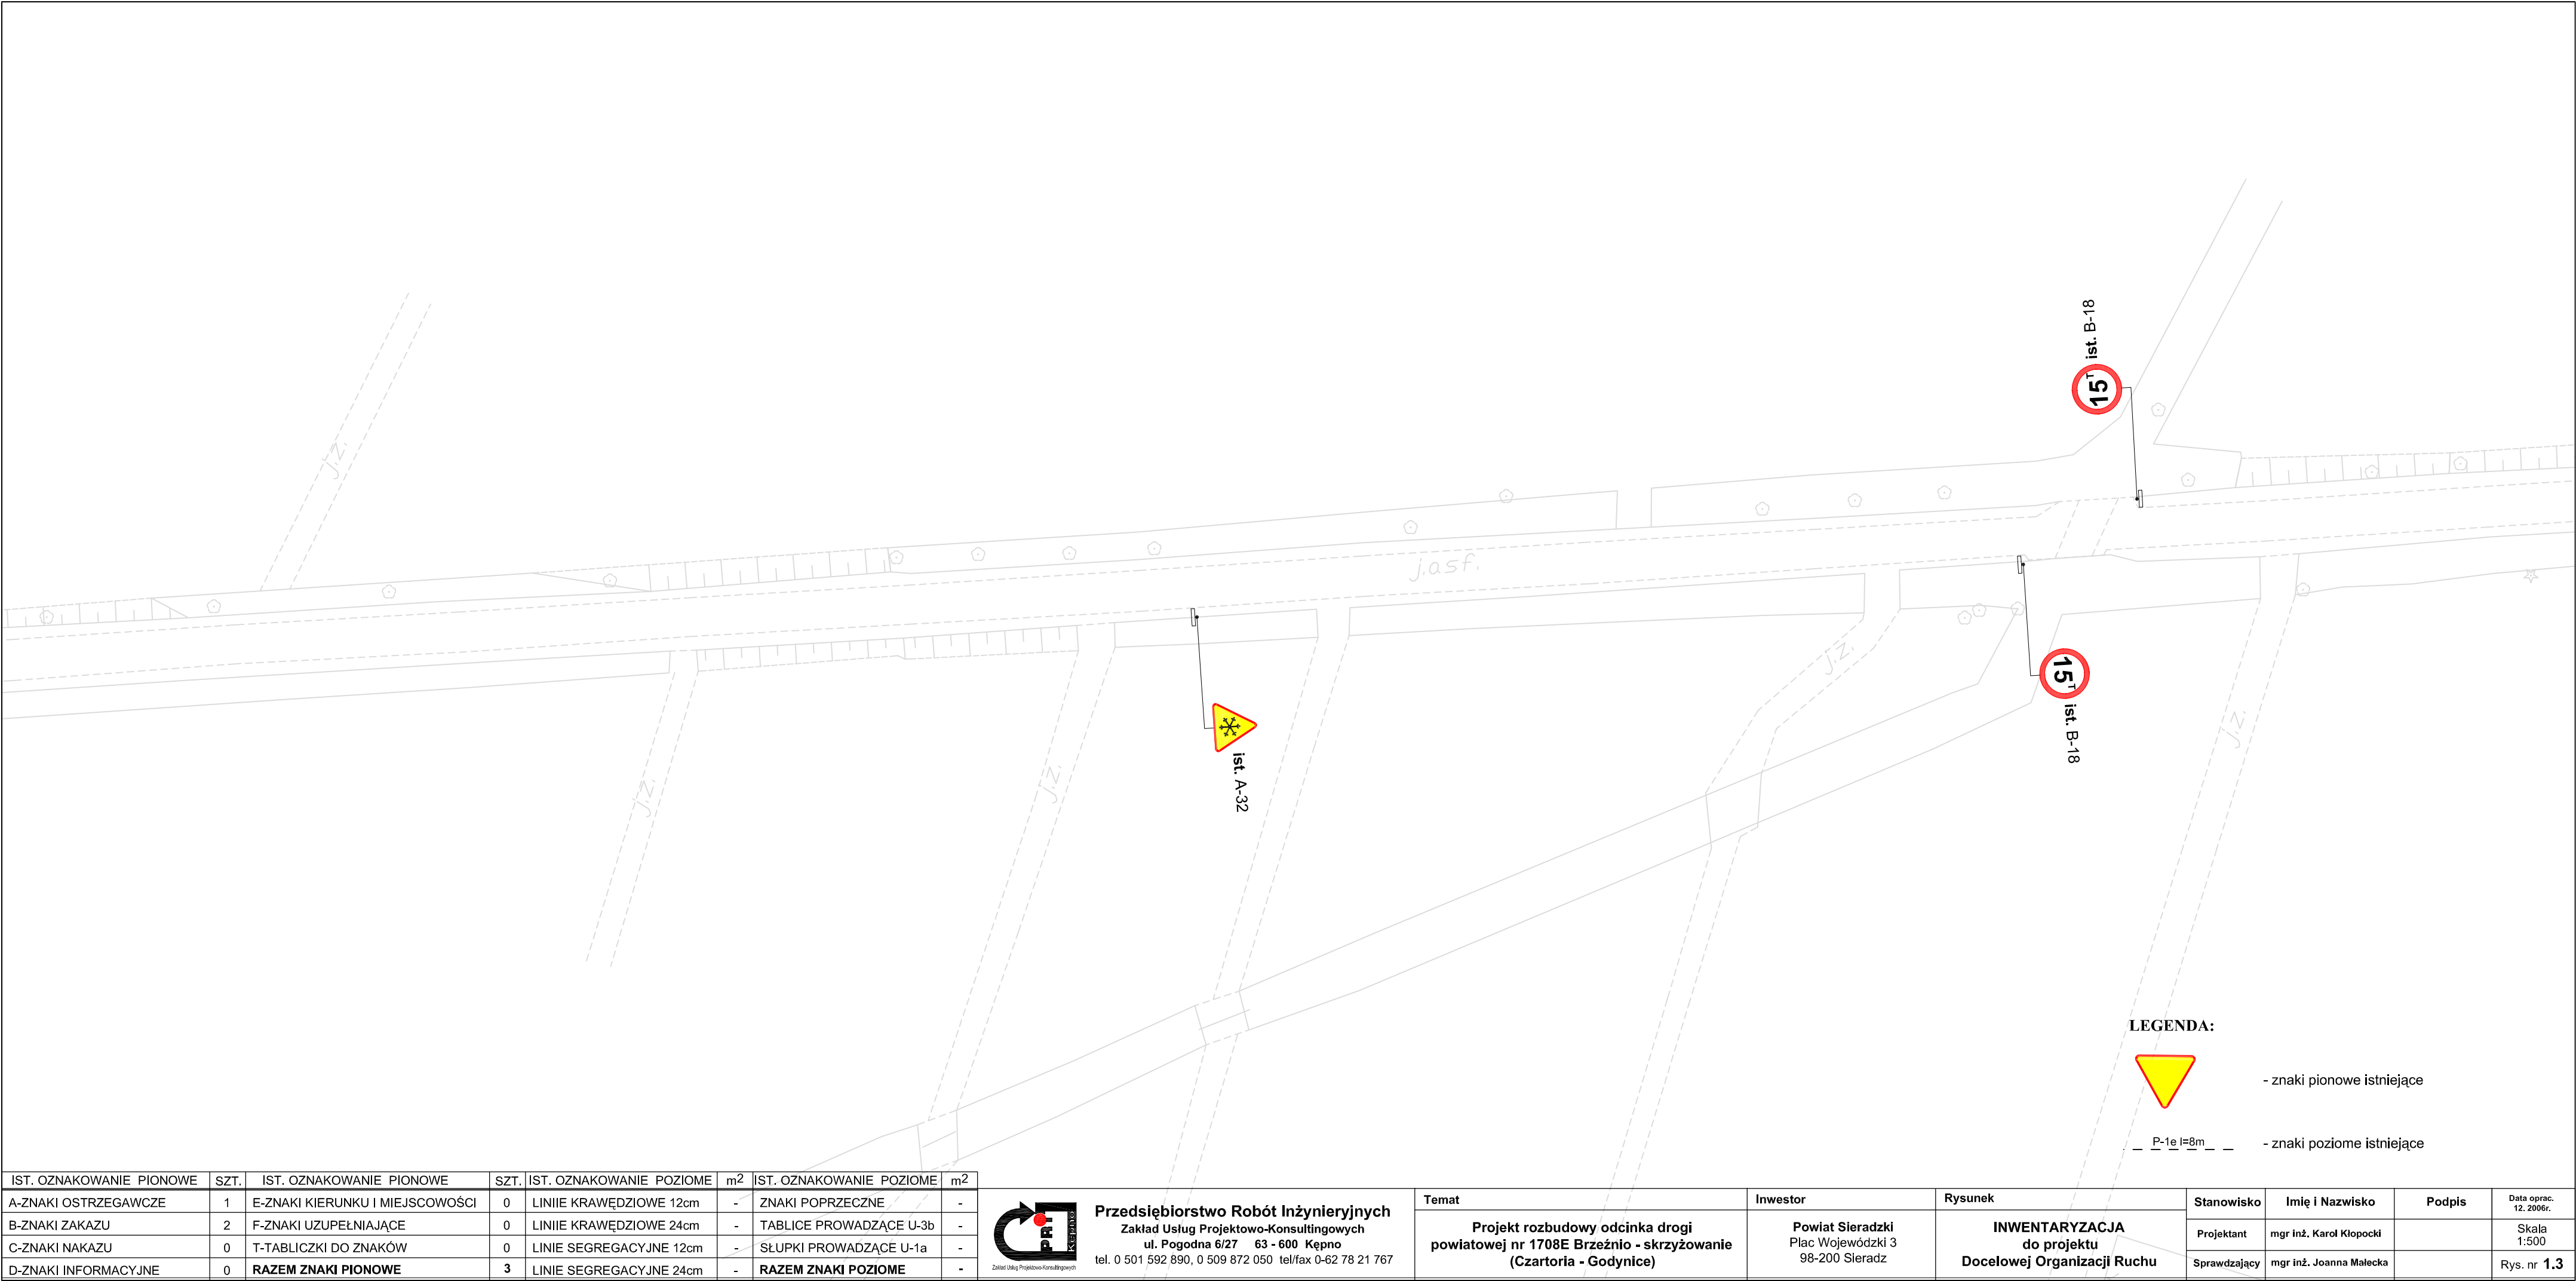 ist. B-18
15T
j.ż.
j.asf.
15T
ist. B-18
j.ż.
ist. A-32
j.ż.
j.ż.
j.ż.
LEGENDA:
- znaki pionowe istniejące
P-1e l=8m
- znaki poziome istniejące
IST. OZNAKOWANIE PIONOWE SZT. IST. OZNAKOWANIE PIONOWE SZT. IST. OZNAKOWANIE POZIOME m2 IST. OZNAKOWANIE POZIOME m2
A-ZNAKI OSTRZEGAWCZE 1 E-ZNAKI KIERUNKU I MIEJSCOWOŚCI 0 LINIIE KRAWĘDZIOWE 12cm - ZNAKI POPRZECZNE -
B-ZNAKI ZAKAZU 2 F-ZNAKI UZUPEŁNIAJĄCE 0 LINIIE KRAWĘDZIOWE 24cm - TABLICE PROWADZĄCE U-3b -
C-ZNAKI NAKAZU 0 T-TABLICZKI DO ZNAKÓW 0 LINIE SEGREGACYJNE 12cm - SŁUPKI PROWADZĄCE U-1a -
D-ZNAKI INFORMACYJNE 0 RAZEM ZNAKI PIONOWE 3 LINIE SEGREGACYJNE 24cm - RAZEM ZNAKI POZIOME -
PRI
KĘPNO
Zakład Usług Projektowo-Konsultingowych
Przedsiębiorstwo Robót Inżynieryjnych
Zakład Usług Projektowo-Konsultingowych
ul. Pogodna 6/27 63 - 600 Kępno
tel. 0 501 592 890, 0 509 872 050 tel/fax 0-62 78 21 767
Temat
Projekt rozbudowy odcinka drogi
powiatowej nr 1708E Brzeźnio - skrzyżowanie
(Czartoria - Godynice)
Inwestor
Powiat Sieradzki
Plac Wojewódzki 3
98-200 Sieradz
Rysunek
INWENTARYZACJA
do projektu
Docelowej Organizacji Ruchu
Stanowisko Imię i Nazwisko Podpis
Projektant mgr inż. Karol Kłopocki
Sprawdzający mgr inż. Joanna Małecka
Data oprac.
12. 2006r.
Skala
1:500
Rys. nr 1.3